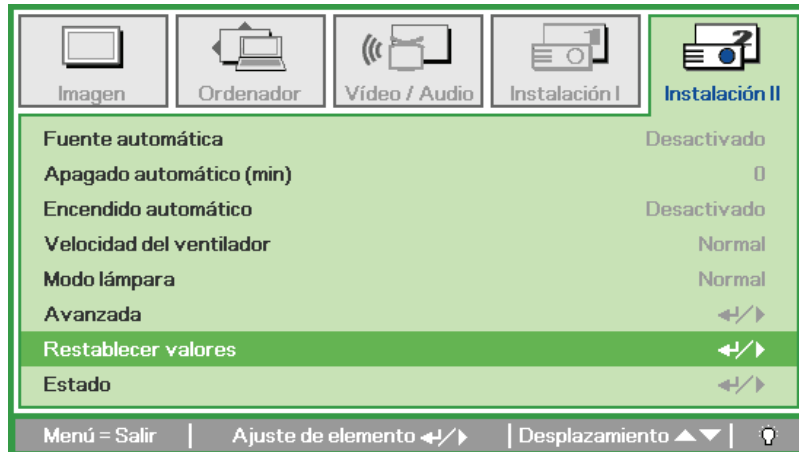 Imagen Ordenador Vídeo / Audio Instalación I Instalación II
Fuente automática Desactivado
Apagado automático (min) 0
Encendido automático Desactivado
Velocidad del ventilador Normal
Modo lámpara Normal
Avanzada
Restablecer valores
Estado
Menú = Salir Ajuste de elemento Desplazamiento